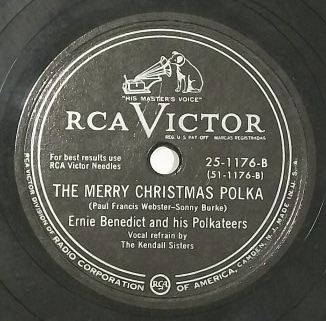 "HIS MASTER'S VOICE"
RCA VICTOR
REG. U.S. PAT. OFF. MARCAS REGISTRADAS
For best results use
RCA Victor Needles
25-1176-B
(51-1176-B)
THE MERRY CHRISTMAS POLKA
(Paul Francis Webster-Sonny Burke)
Ernie Benedict and his Polkateers
Vocal refrain by
The Kendall Sisters
RCA VICTOR DIVISION OF RADIO CORPORATION RCA OF AMERICA, CAMDEN, N.J. MADE IN U.S.A.